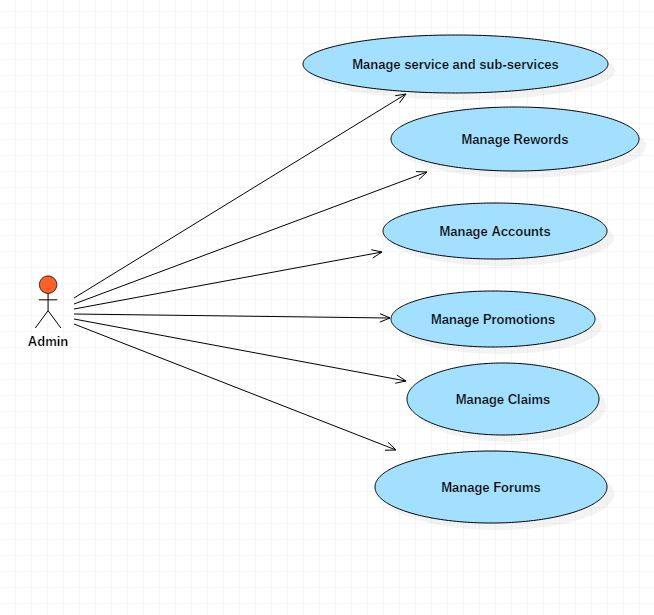 Manage service and sub-services
Manage Rewords
Manage Accounts
Manage Promotions
Admin
Manage Claims
Manage Forums